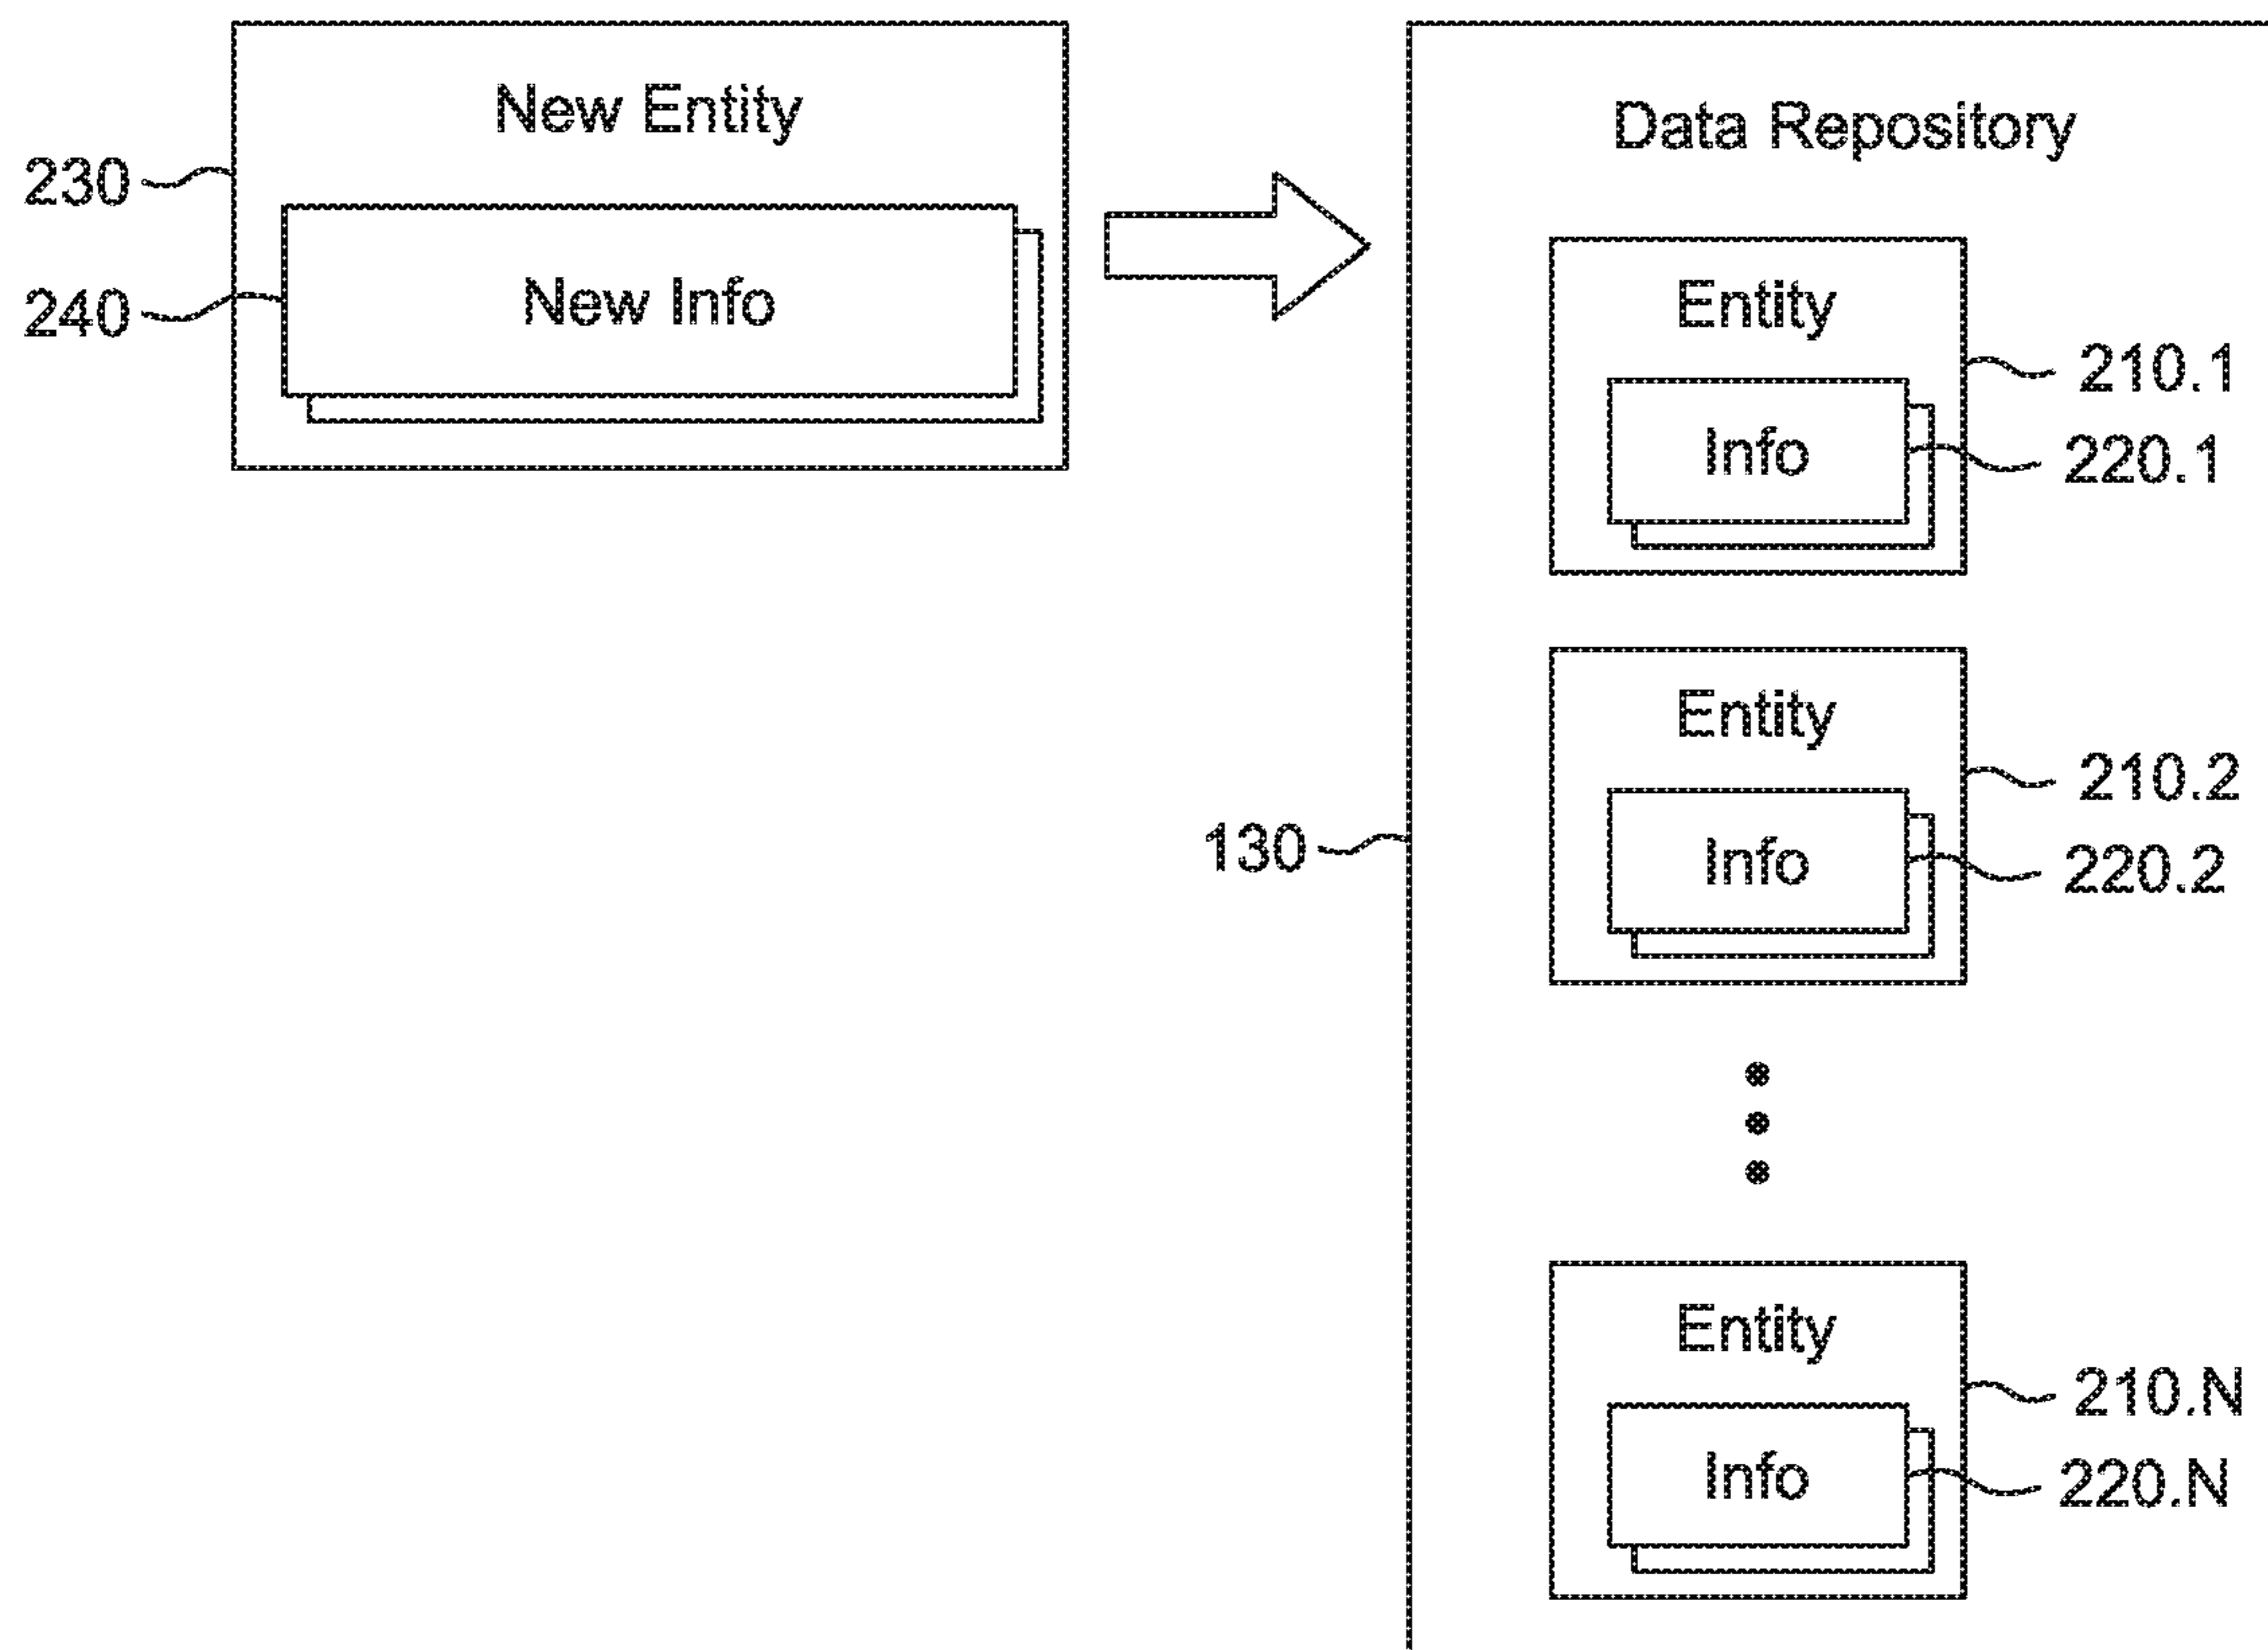 New Entity
230
New Info
240
Data Repository
Entity
210.1
Info
220.1
Entity
210.2
130
Info
220.2
Entity
210.N
Info
220.N